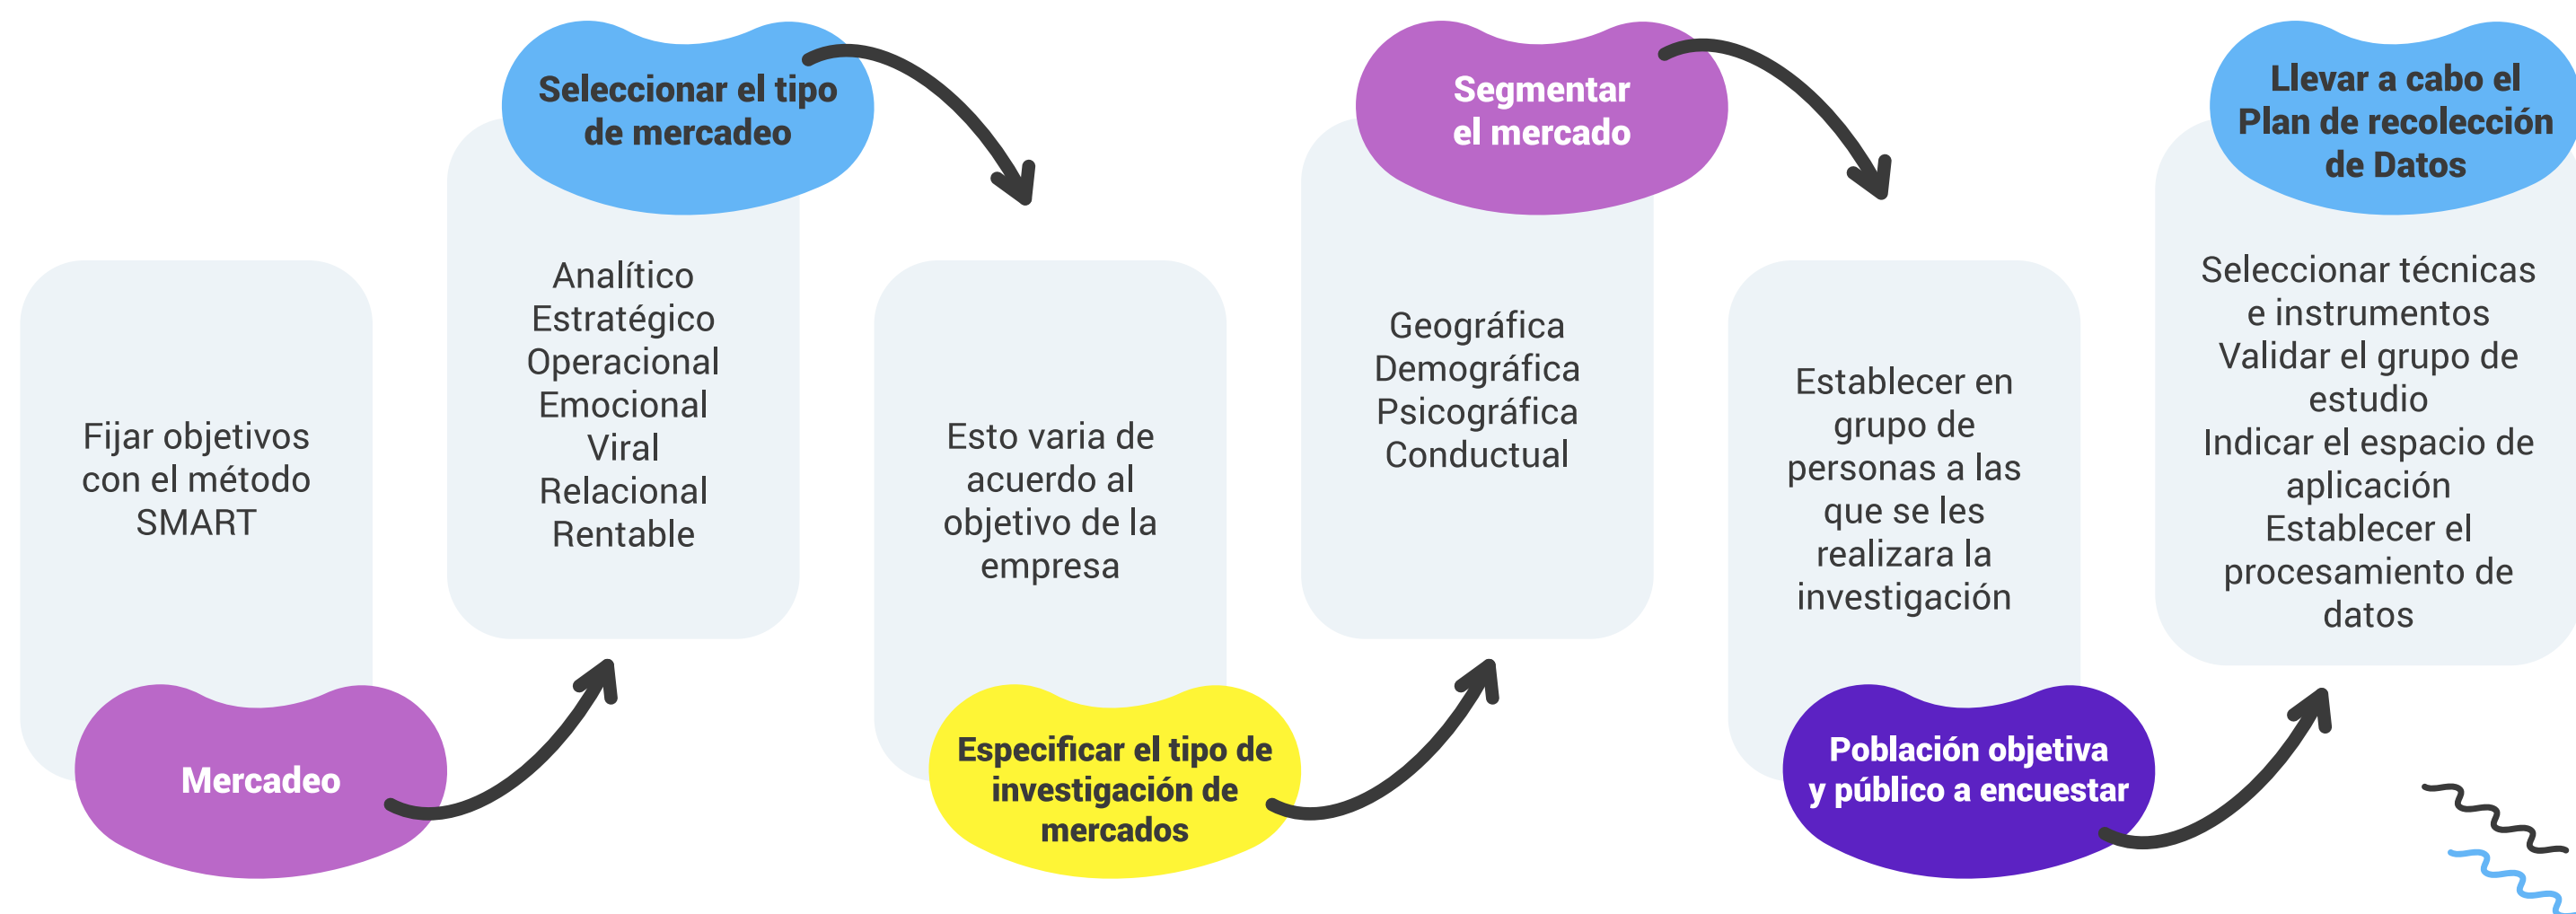 Fijar objetivos
con el método
SMART
Mercadeo
Seleccionar el tipo
de mercadeo
Analítico
Estratégico
Operacional
Emocional
Viral
Relacional
Rentable
Esto varia de
acuerdo al
objetivo de la
empresa
Especificar el tipo de
investigación de
mercados
Segmentar
el mercado
Geográfica
Demográfica
Psicográfica
Conductual
Establecer en
grupo de
personas a las
que se les
realizara la
investigación
Población objetiva
y público a encuestar
Llevar a cabo el
Plan de recolección
de Datos
Seleccionar técnicas
e instrumentos
Validar el grupo de
estudio
Indicar el espacio de
aplicación
Establecer el
procesamiento de
datos